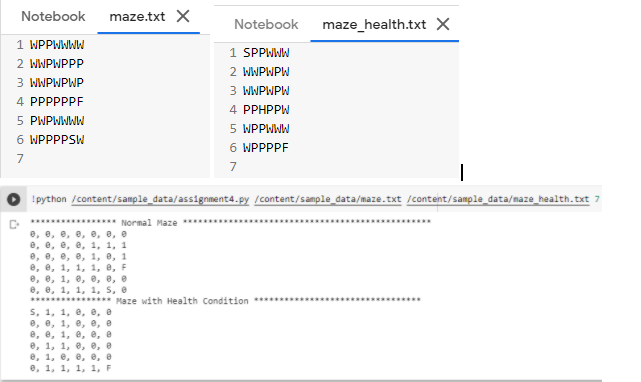 Notebook maze.txt ✕
1 WPPWWWW
2 WWPWPPP
3 WWPWPWP
4 PPPPPPF
5 PWPWWWW
6 WPPPPSW
7
Notebook maze_health.txt ✕
1 SPPWWW
2 WWPWPW
3 WWPWPW
4 PPHPPW
5 WPPWWW
6 WPPPPF
7
!python /content/sample_data/assignment4.py /content/sample_data/maze.txt /content/sample_data/maze_health.txt 7
***************** Normal Maze *************************************************
0, 0, 0, 0, 0, 0, 0
0, 0, 0, 0, 1, 1, 1
0, 0, 0, 0, 1, 0, 1
0, 0, 1, 1, 1, 0, F
0, 0, 1, 0, 0, 0, 0
0, 0, 1, 1, 1, S, 0
**************** Maze with Health Condition *********************************
S, 1, 1, 0, 0, 0
0, 0, 1, 0, 0, 0
0, 0, 1, 0, 0, 0
0, 1, 1, 0, 0, 0
0, 1, 0, 0, 0, 0
0, 1, 1, 1, 1, F